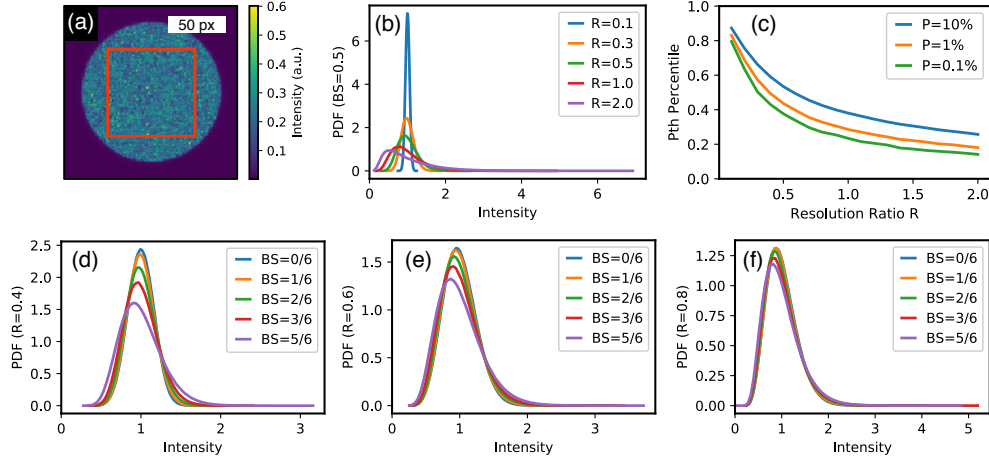 (a)
50 px
0.6
0.5
0.4
0.3
0.2
0.1
Intensity (a.u.)
(b)
PDF (BS=0.5)
6
4
2
0
0
2
4
6
Intensity
R=0.1
R=0.3
R=0.5
R=1.0
R=2.0
(c)
Pth Percentile
1.0
0.8
0.6
0.4
0.2
0.0
0.5
1.0
1.5
2.0
Resolution Ratio R
P=10%
P=1%
P=0.1%
(d)
PDF (R=0.4)
2.5
2.0
1.5
1.0
0.5
0.0
0
1
2
3
Intensity
BS=0/6
BS=1/6
BS=2/6
BS=3/6
BS=5/6
(e)
PDF (R=0.6)
1.5
1.0
0.5
0.0
0
1
2
3
Intensity
BS=0/6
BS=1/6
BS=2/6
BS=3/6
BS=5/6
(f)
PDF (R=0.8)
1.25
1.00
0.75
0.50
0.25
0.00
0
1
2
3
4
5
Intensity
BS=0/6
BS=1/6
BS=2/6
BS=3/6
BS=5/6